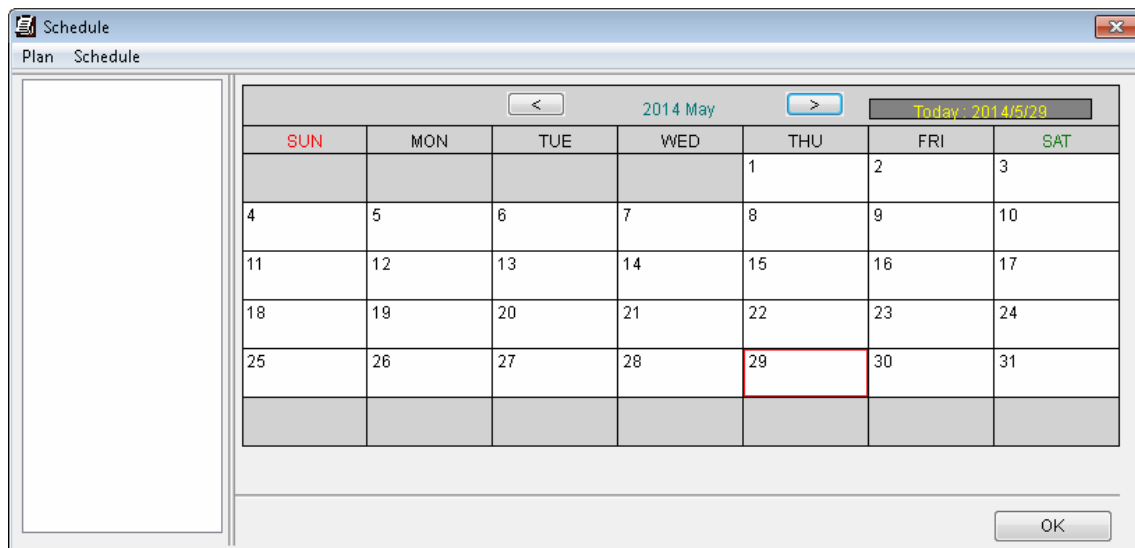 Schedule
Plan Schedule
< 2014 May > Today : 2014/5/29
SUN MON TUE WED THU FRI SAT
1 2 3
4 5 6 7 8 9 10
11 12 13 14 15 16 17
18 19 20 21 22 23 24
25 26 27 28 29 30 31
OK